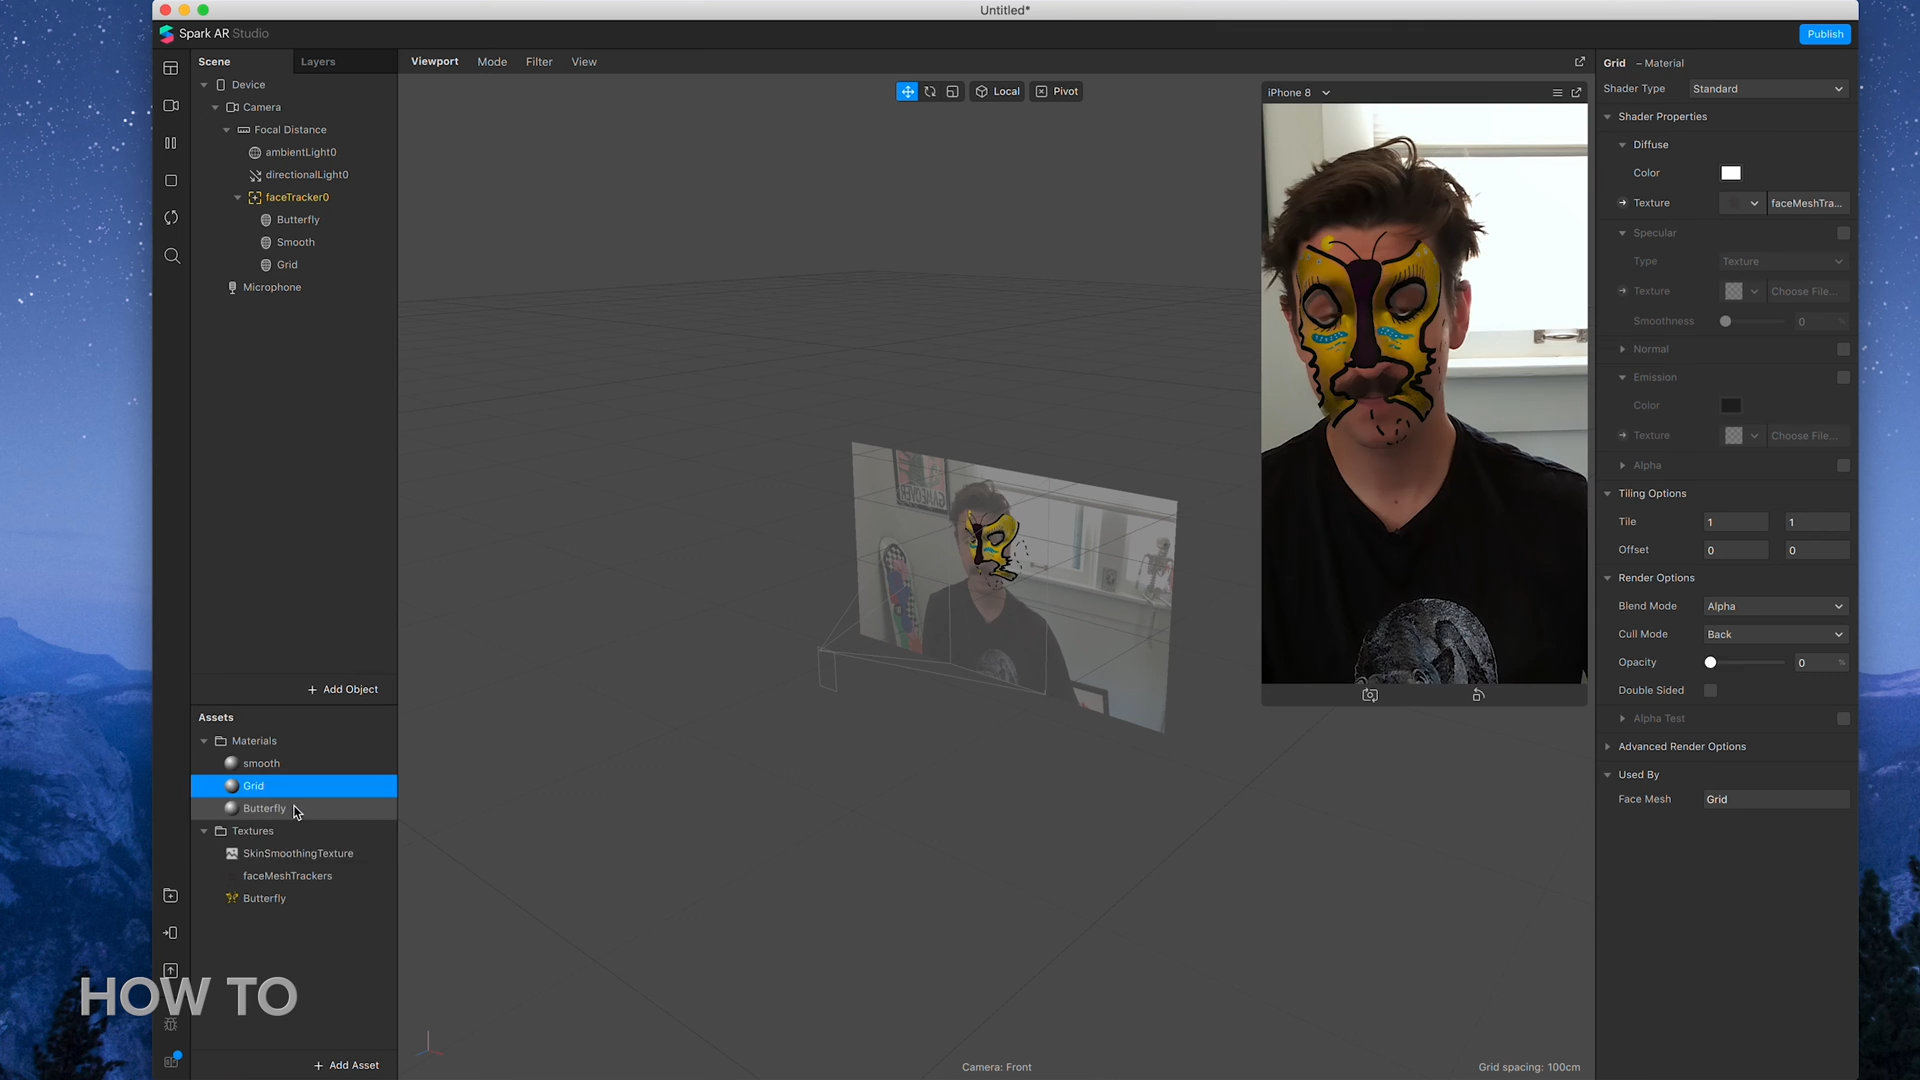 Untitled*
Spark AR Studio
Publish
Scene
Layers
Device
Camera
Focal Distance
ambientLight0
directionalLight0
faceTracker0
Butterfly
Smooth
Grid
Microphone
+ Add Object
Assets
Materials
smooth
Grid
Butterfly
Textures
SkinSmoothingTexture
faceMeshTrackers
Butterfly
+ Add Asset
HOW TO
Viewport
Mode
Filter
View
Local
Pivot
iPhone 8
GAMEOVER
Camera: Front
Grid spacing: 100cm
Grid – Material
Shader Type Standard
Shader Properties
Diffuse
Color
Texture faceMeshTra...
Specular
Type Texture
Texture Choose File...
Smoothness 0 %
Normal
Emission
Color
Texture Choose File...
Alpha
Tiling Options
Tile 1 1
Offset 0 0
Render Options
Blend Mode Alpha
Cull Mode Back
Opacity 0 %
Double Sided
Alpha Test
Advanced Render Options
Used By
Face Mesh Grid